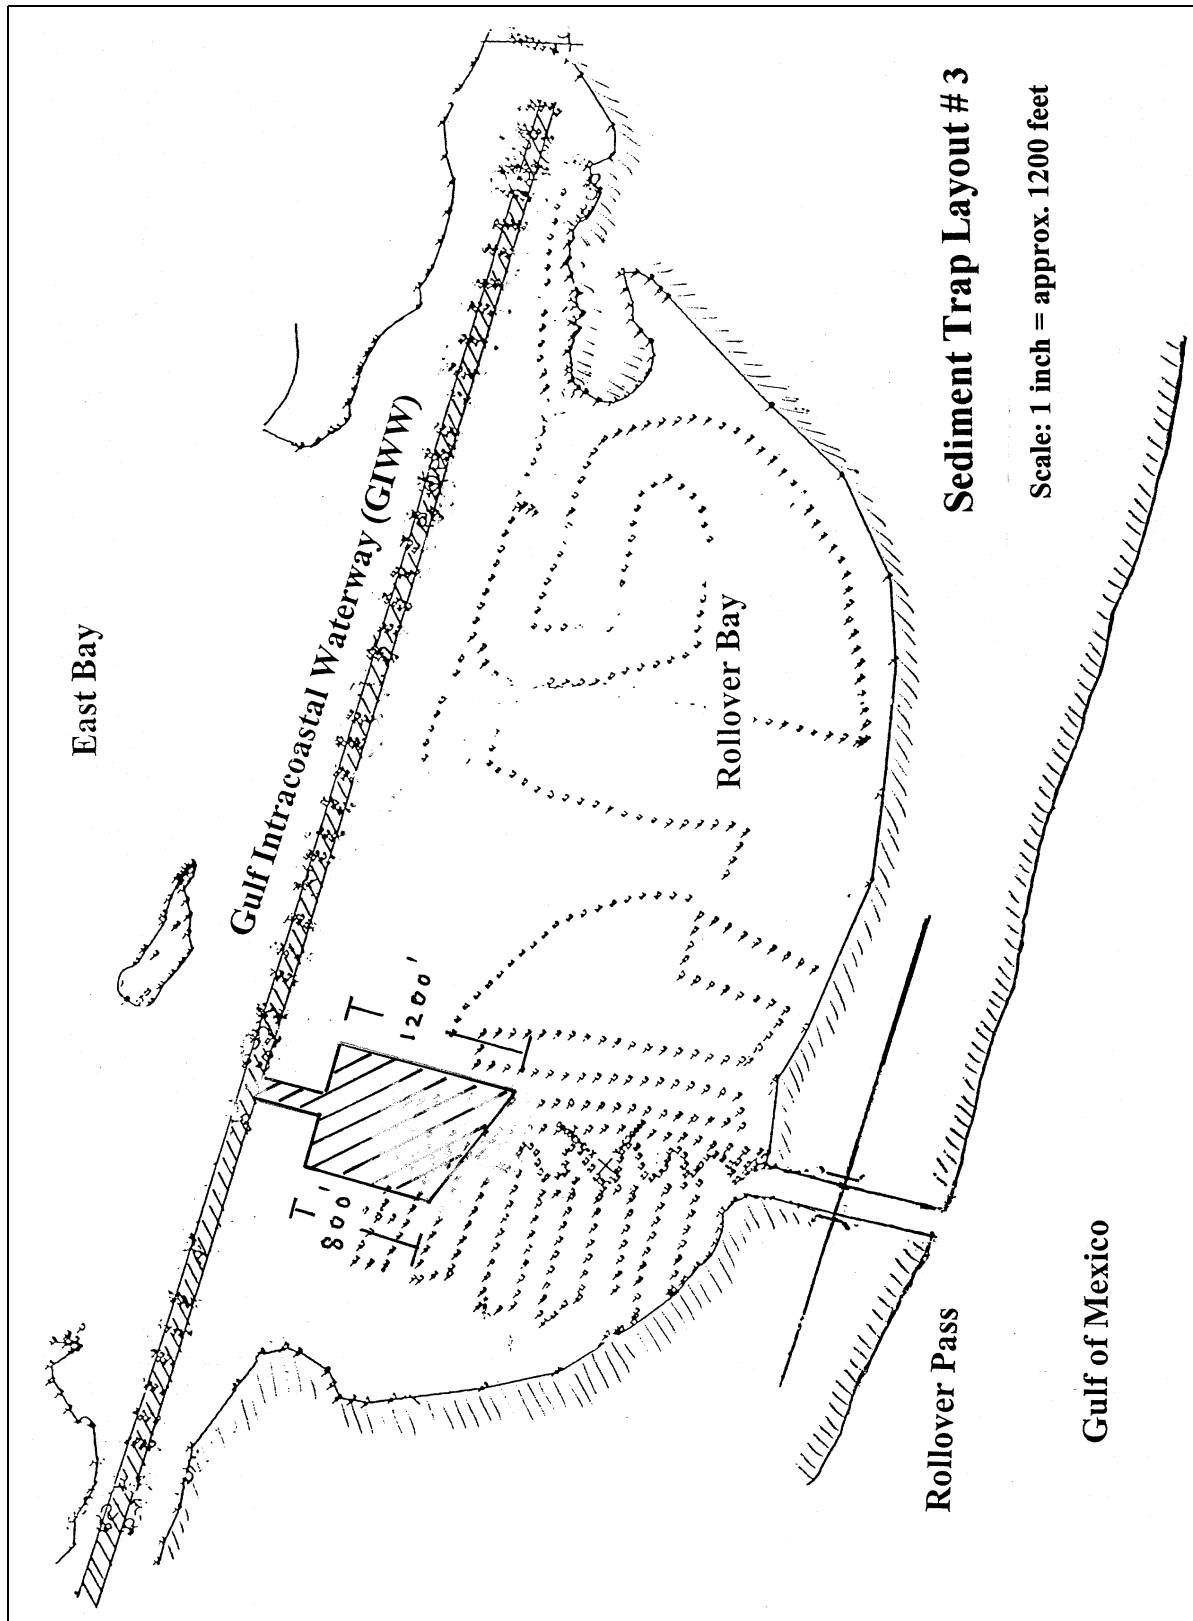 East Bay
Gulf Intracoastal Waterway (GIWW)
1200'
800'
Rollover Bay
Sediment Trap Layout # 3
Scale: 1 inch = approx. 1200 feet
Rollover Pass
Gulf of Mexico